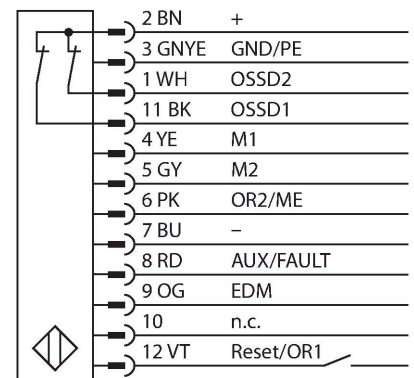 2 BN +
3 GNYE GND/PE
1 WH OSSD2
11 BK OSSD1
4 YE M1
5 GY M2
6 PK OR2/ME
7 BU –
8 RD AUX/FAULT
9 OG EDM
10 n.c.
12 VT Reset/OR1